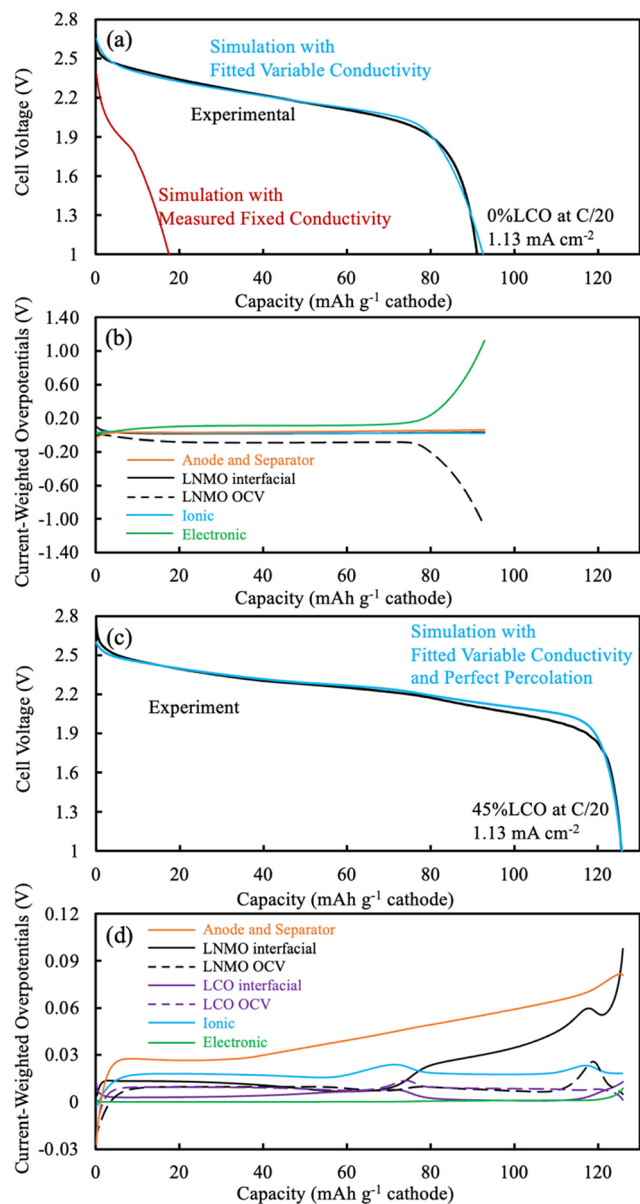 (a)
Simulation with
Fitted Variable Conductivity
Experimental
Simulation with
Measured Fixed Conductivity
0%LCO at C/20
1.13 mA cm-2
Cell Voltage (V)
2.8
2.5
2.2
1.9
1.6
1.3
1
0
20
40
60
80
100
120
Capacity (mAh g-1 cathode)
(b)
Current-Weighted Overpotentials (V)
1.40
1.00
0.60
0.20
-0.20
-0.60
-1.00
-1.40
Anode and Separator
LNMO interfacial
LNMO OCV
Ionic
Electronic
0
20
40
60
80
100
120
Capacity (mAh g-1 cathode)
(c)
Simulation with
Fitted Variable Conductivity
and Perfect Percolation
Experiment
45%LCO at C/20
1.13 mA cm-2
Cell Voltage (V)
2.8
2.5
2.2
1.9
1.6
1.3
1
0
20
40
60
80
100
120
Capacity (mAh g-1 cathode)
(d)
Current-Weighted Overpotentials (V)
0.12
0.09
0.06
0.03
0
-0.03
Anode and Separator
LNMO interfacial
LNMO OCV
LCO interfacial
LCO OCV
Ionic
Electronic
0
20
40
60
80
100
120
Capacity (mAh g-1 cathode)